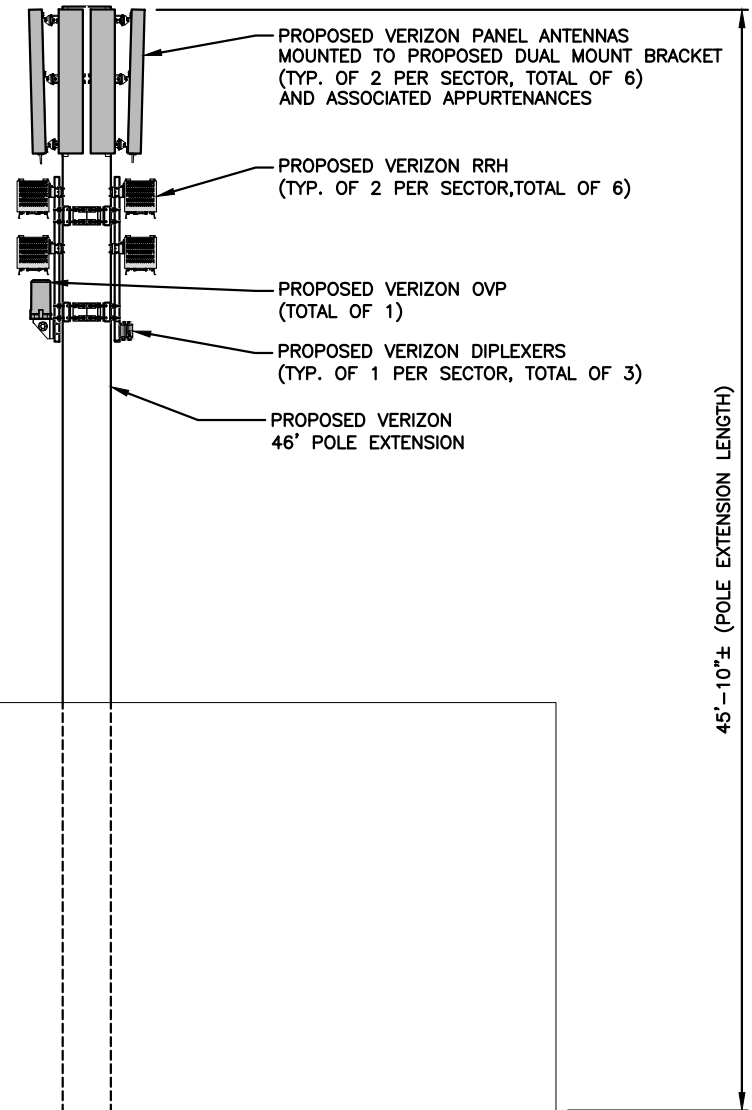 PROPOSED VERIZON PANEL ANTENNAS
MOUNTED TO PROPOSED DUAL MOUNT BRACKET
(TYP. OF 2 PER SECTOR, TOTAL OF 6)
AND ASSOCIATED APPURTENANCES
PROPOSED VERIZON RRH
(TYP. OF 2 PER SECTOR,TOTAL OF 6)
PROPOSED VERIZON OVP
(TOTAL OF 1)
PROPOSED VERIZON DIPLEXERS
(TYP. OF 1 PER SECTOR, TOTAL OF 3)
PROPOSED VERIZON
46' POLE EXTENSION
45'-10"± (POLE EXTENSION LENGTH)